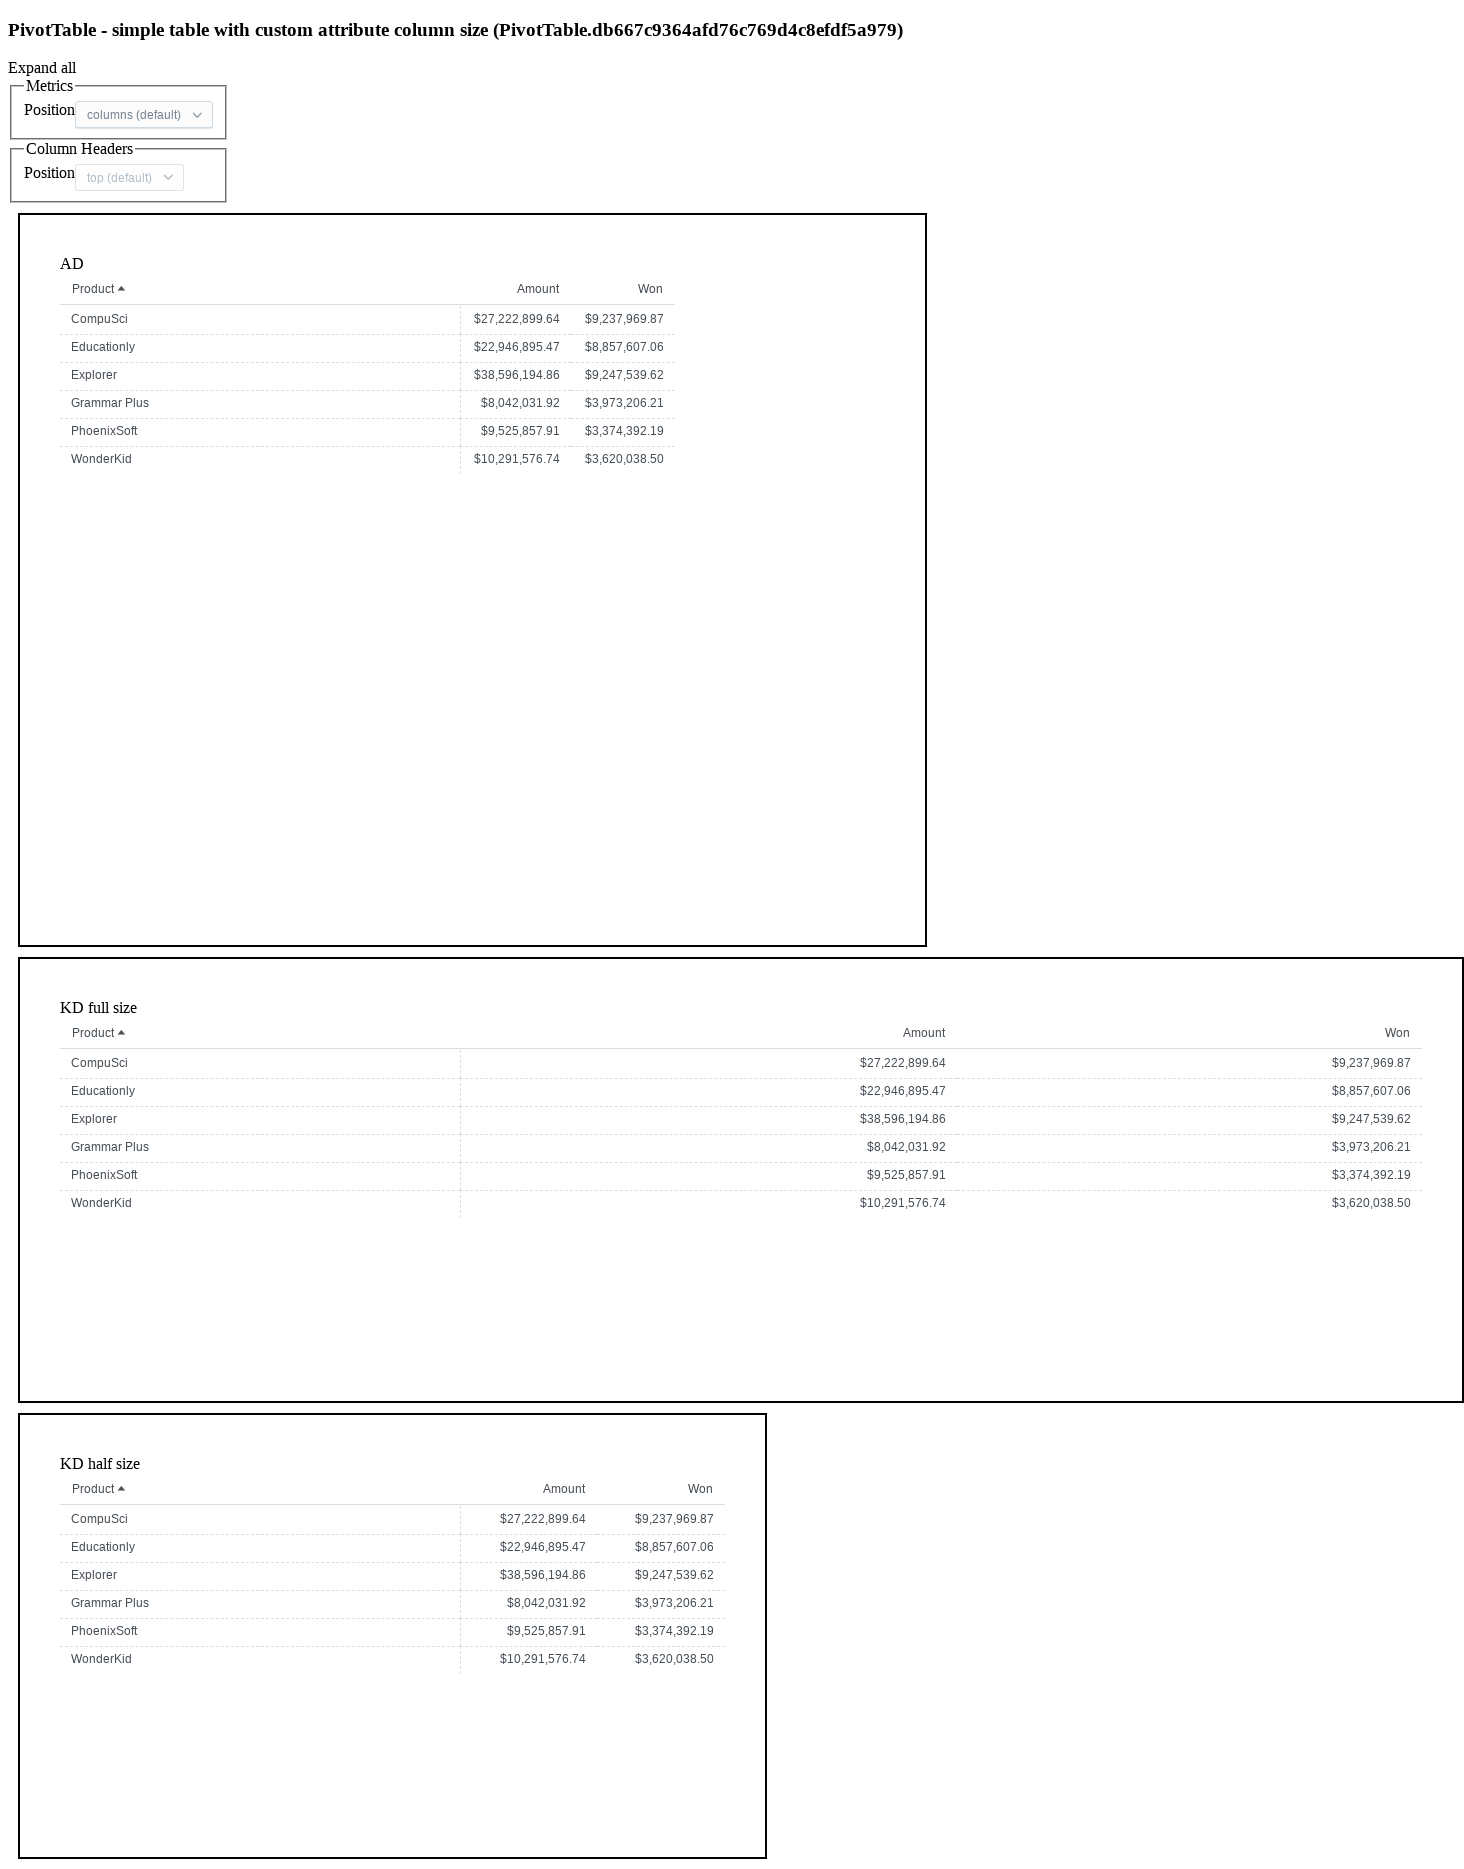 PivotTable - simple table with custom attribute column size (PivotTable.db667c9364afd76c769d4c8efdf5a979)
Expand all
Metrics
Position columns (default)
Column Headers
Position top (default)
AD
Product Amount Won
CompuSci $27,222,899.64 $9,237,969.87
Educationly $22,946,895.47 $8,857,607.06
Explorer $38,596,194.86 $9,247,539.62
Grammar Plus $8,042,031.92 $3,973,206.21
PhoenixSoft $9,525,857.91 $3,374,392.19
WonderKid $10,291,576.74 $3,620,038.50
KD full size
Product Amount Won
CompuSci $27,222,899.64 $9,237,969.87
Educationly $22,946,895.47 $8,857,607.06
Explorer $38,596,194.86 $9,247,539.62
Grammar Plus $8,042,031.92 $3,973,206.21
PhoenixSoft $9,525,857.91 $3,374,392.19
WonderKid $10,291,576.74 $3,620,038.50
KD half size
Product Amount Won
CompuSci $27,222,899.64 $9,237,969.87
Educationly $22,946,895.47 $8,857,607.06
Explorer $38,596,194.86 $9,247,539.62
Grammar Plus $8,042,031.92 $3,973,206.21
PhoenixSoft $9,525,857.91 $3,374,392.19
WonderKid $10,291,576.74 $3,620,038.50